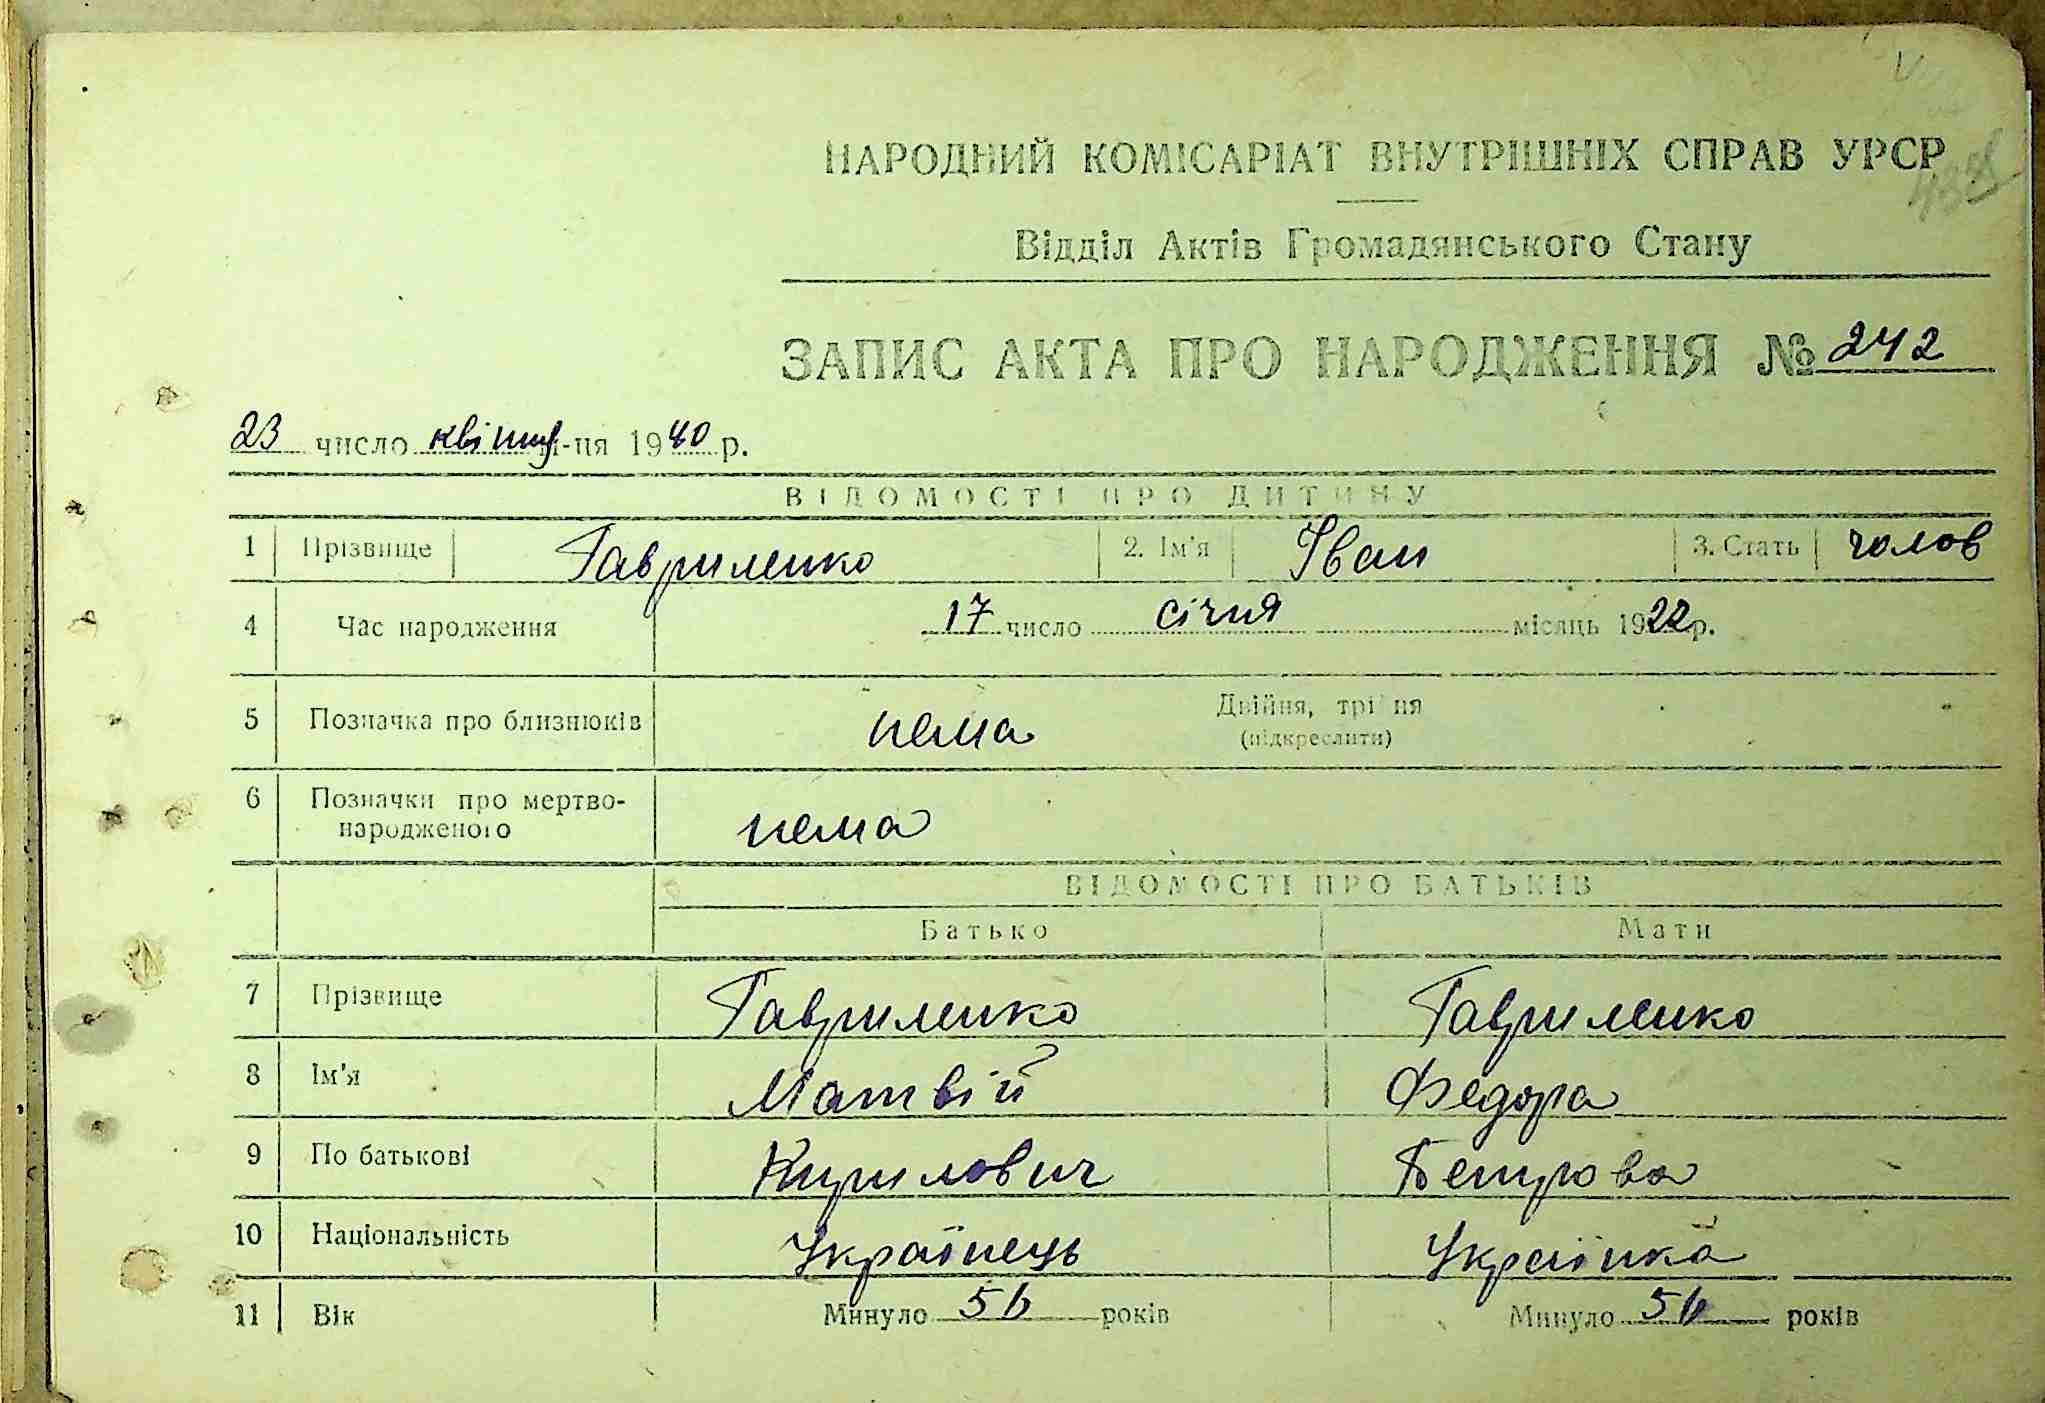 НАРОДНИЙ КОМІСАРІАТ ВНУТРІШНІХ СПРАВ УРСР
Відділ Актів Громадянського Стану
ЗАПИС АКТА ПРО НАРОДЖЕННЯ № 242
23 число квітня м-ця 1940 р.
ВІДОМОСТІ ПРО ДИТИНУ
1 Прізвище Гавриленко 2. Ім'я Іван 3. Стать чолов
4 Час народження 17 число січня місяць 1922 р.
5 Позначка про близнюків нема Двійня, трійня
(підкреслити)
6 Позначки про мертво-
народженого нема
ВІДОМОСТІ ПРО БАТЬКІВ
Батько Мати
7 Прізвище Гавриленко Гавриленко
8 Ім'я Матвій Федора
9 По батькові Кирилович Петрова
10 Національність Українець Українка
11 Вік Минуло 56 років Минуло 56 років